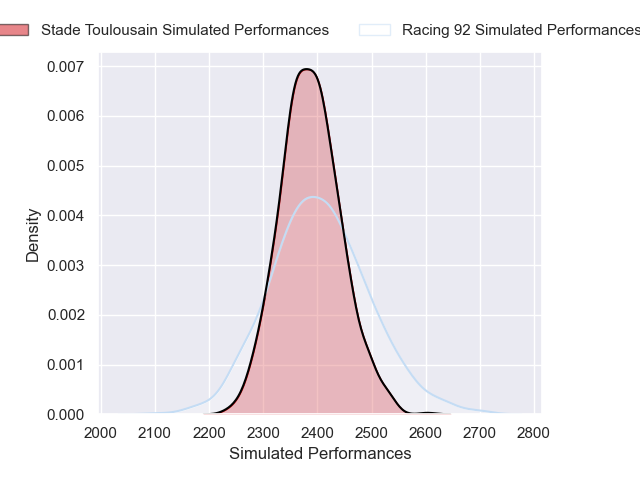 Stade Toulousain Simulated Performances Racing 92 Simulated Performances
0.007
0.006
0.005
0.004
0.003
0.002
0.001
0.000
Density
2000 2100 2200 2300 2400 2500 2600 2700 2800
Simulated Performances